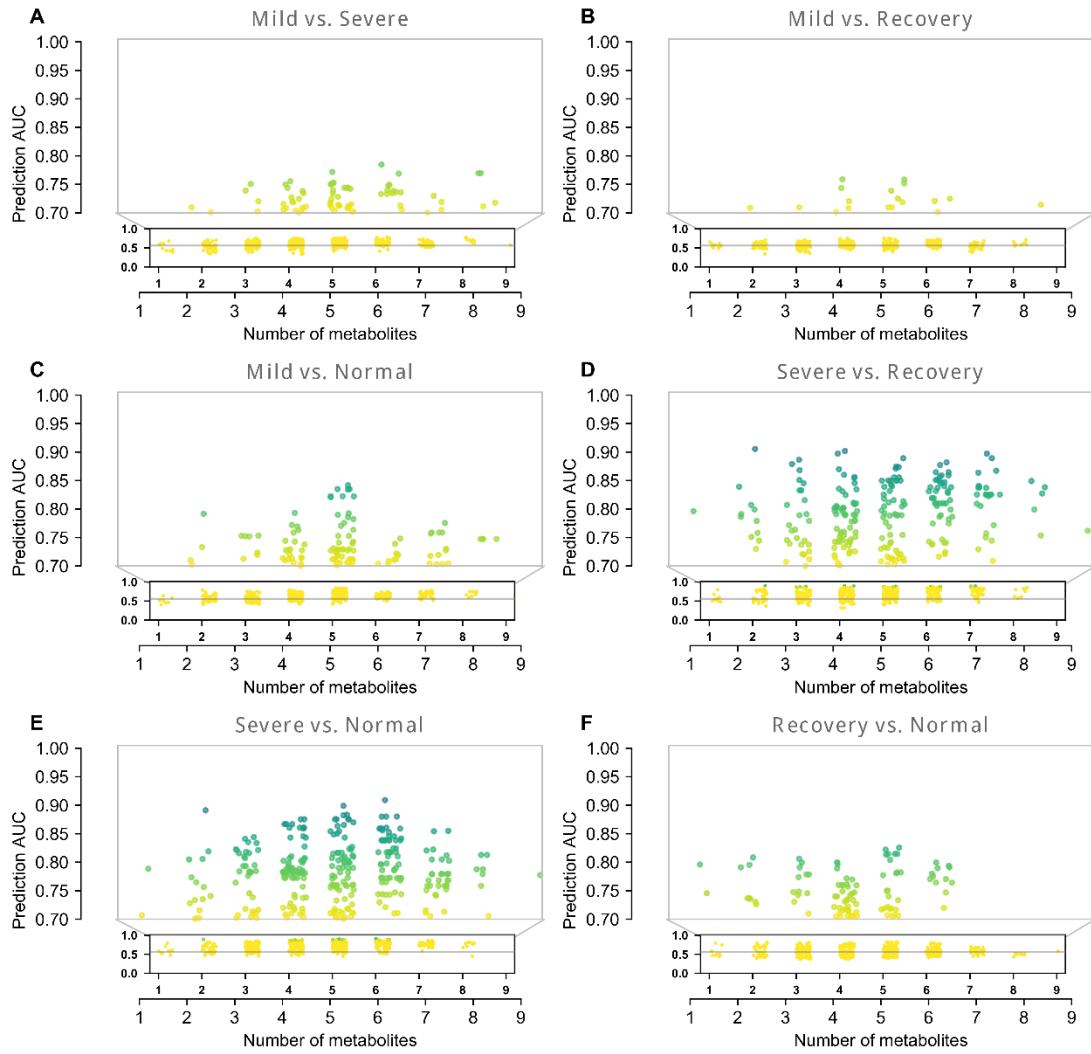 A Mild vs. Severe
Prediction AUC
1.00
0.95
0.90
0.85
0.80
0.75
0.70
1.0
0.5
0.0
1 2 3 4 5 6 7 8 9
1 2 3 4 5 6 7 8 9
Number of metabolites
B Mild vs. Recovery
Prediction AUC
1.00
0.95
0.90
0.85
0.80
0.75
0.70
1.0
0.5
0.0
1 2 3 4 5 6 7 8 9
1 2 3 4 5 6 7 8 9
Number of metabolites
C Mild vs. Normal
Prediction AUC
1.00
0.95
0.90
0.85
0.80
0.75
0.70
1.0
0.5
0.0
1 2 3 4 5 6 7 8 9
1 2 3 4 5 6 7 8 9
Number of metabolites
D Severe vs. Recovery
Prediction AUC
1.00
0.95
0.90
0.85
0.80
0.75
0.70
1.0
0.5
0.0
1 2 3 4 5 6 7 8 9
1 2 3 4 5 6 7 8 9
Number of metabolites
E Severe vs. Normal
Prediction AUC
1.00
0.95
0.90
0.85
0.80
0.75
0.70
1.0
0.5
0.0
1 2 3 4 5 6 7 8 9
1 2 3 4 5 6 7 8 9
Number of metabolites
F Recovery vs. Normal
Prediction AUC
1.00
0.95
0.90
0.85
0.80
0.75
0.70
1.0
0.5
0.0
1 2 3 4 5 6 7 8 9
1 2 3 4 5 6 7 8 9
Number of metabolites